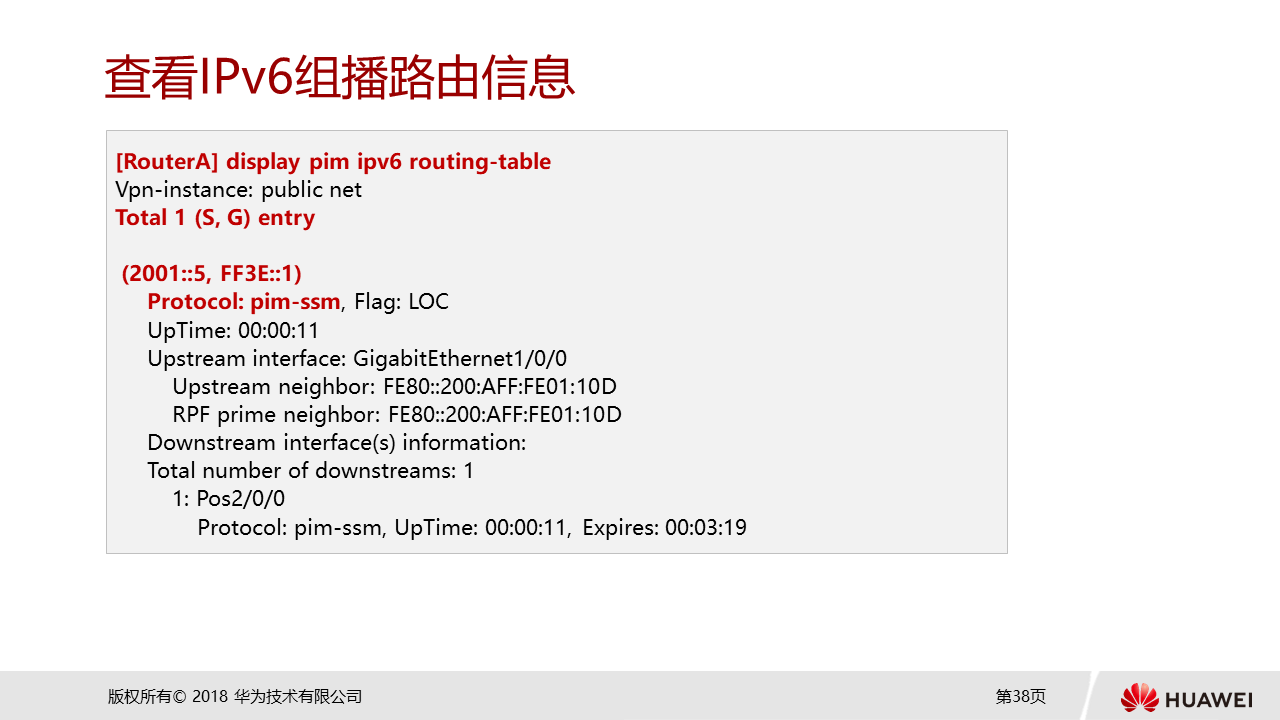 查看IPv6组播路由信息
[RouterA] display pim ipv6 routing-table
Vpn-instance: public net
Total 1 (S, G) entry
(2001::5, FF3E::1)
Protocol: pim-ssm, Flag: LOC
UpTime: 00:00:11
Upstream interface: GigabitEthernet1/0/0
Upstream neighbor: FE80::200:AFF:FE01:10D
RPF prime neighbor: FE80::200:AFF:FE01:10D
Downstream interface(s) information:
Total number of downstreams: 1
1: Pos2/0/0
Protocol: pim-ssm, UpTime: 00:00:11, Expires: 00:03:19
版权所有© 2018 华为技术有限公司
第38页
HUAWEI